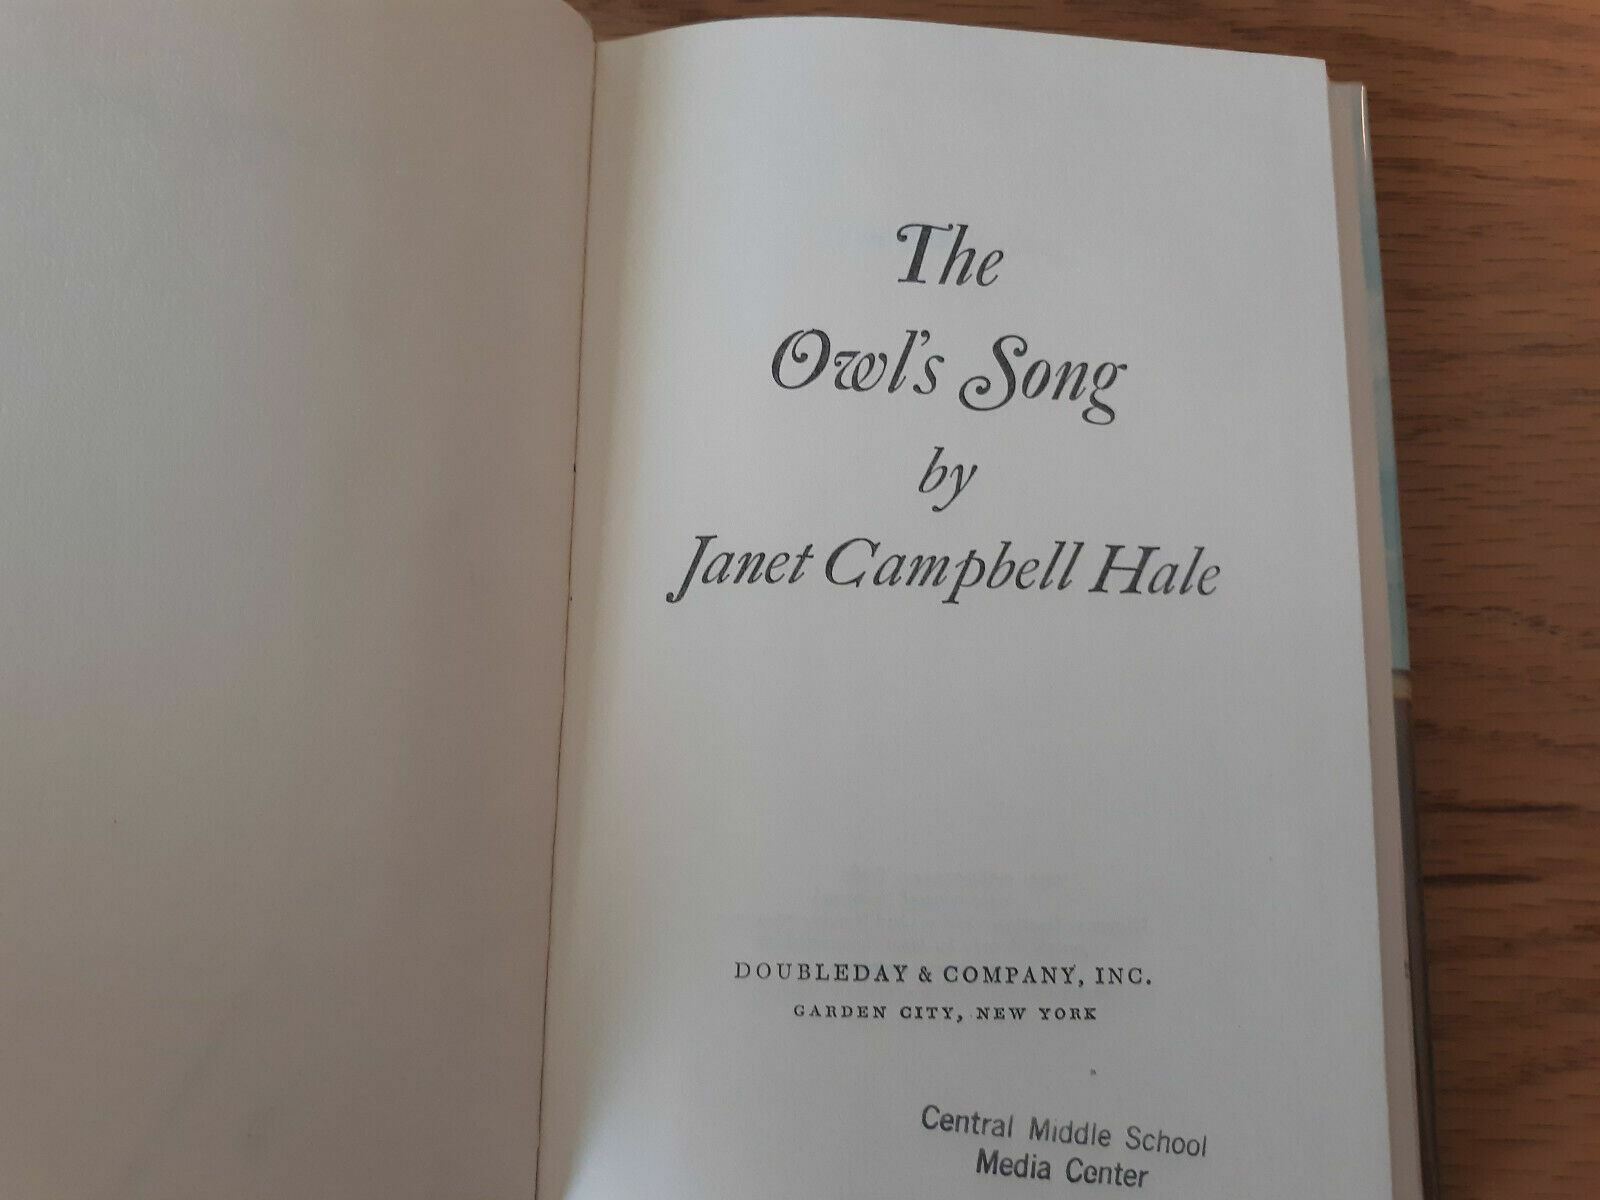 The
Owl's Song
by
Janet Campbell Hale
DOUBLEDAY & COMPANY, INC.
GARDEN CITY, NEW YORK
Central Middle School
Media Center